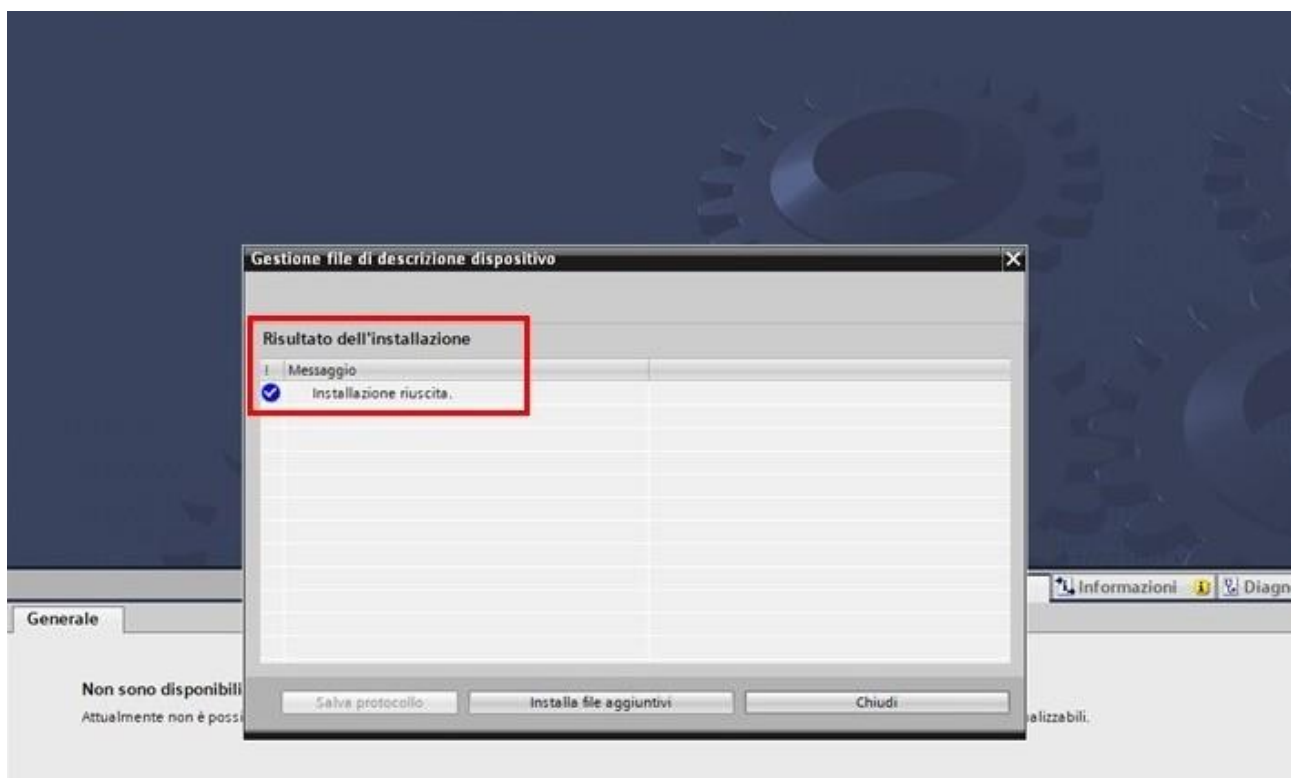 Gestione file di descrizione dispositivo
Risultato dell'installazione
! Messaggio
Installazione riuscita.
Informazioni Diagn
Generale
Non sono disponibili
Attualmente non è possi
alizzabili.
Salva protocollo Installa file aggiuntivi Chiudi